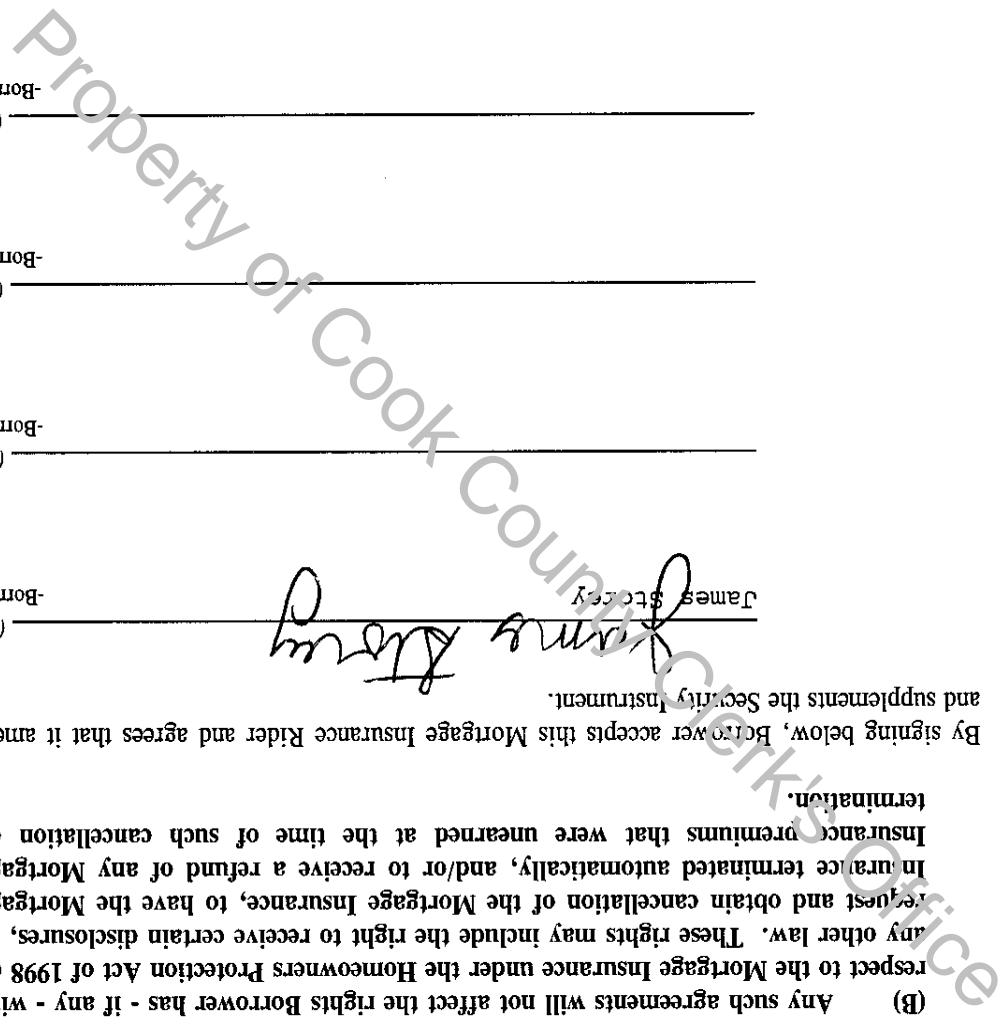 (B) Any such agreements will not affect the rights Borrower has - if any - wi
respect to the Mortgage Insurance under the Homeowners Protection Act of 1998
any other law. These rights may include the right to receive certain disclosures,
request and obtain cancellation of the Mortgage Insurance, to have the Mortgag
Insurance terminated automatically, and/or to receive a refund of any Mortgag
Insurance premiums that were unearned at the time of such cancellation
termination.
By signing below, Borrower accepts this Mortgage Insurance Rider and agrees that it ame
and supplements the Security Instrument.
James Storey
James Storey
-Borr
-Borr
-Borr
-Borr
Property of Cook County Clerk's Office